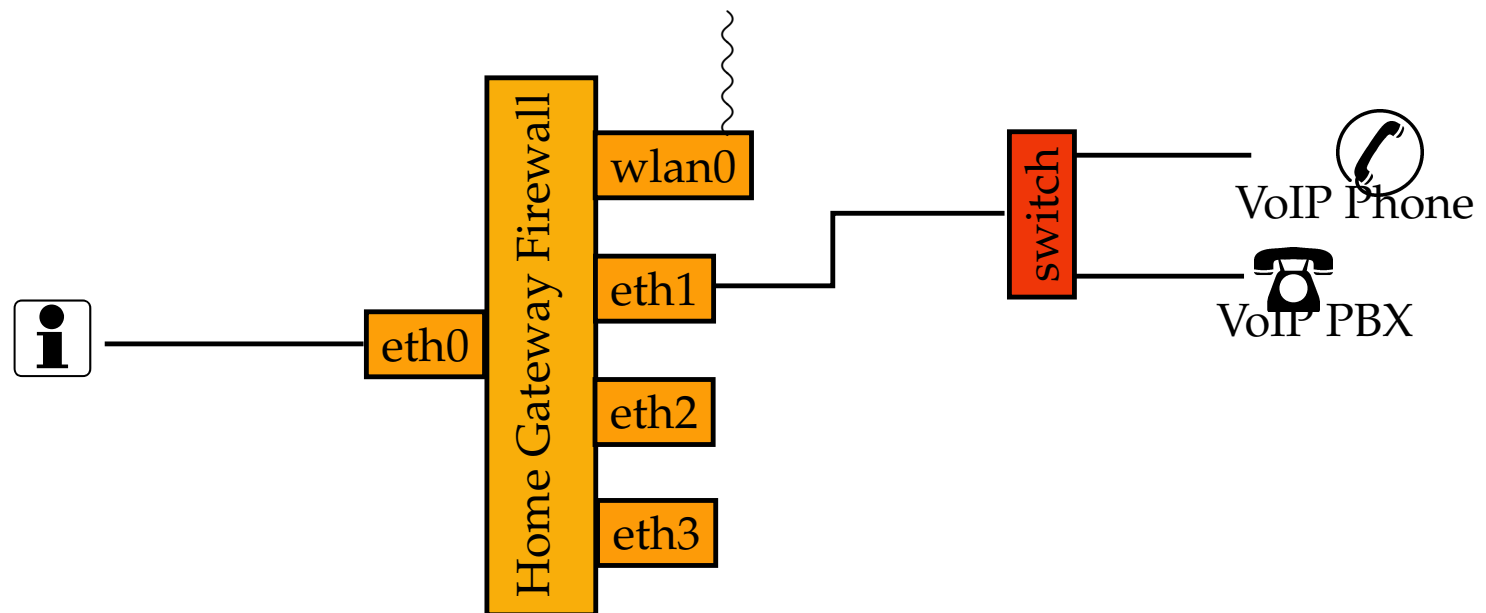 Home Gateway Firewall
wlan0
eth0
eth1
eth2
eth3
switch
VoIP Phone
VoIP PBX